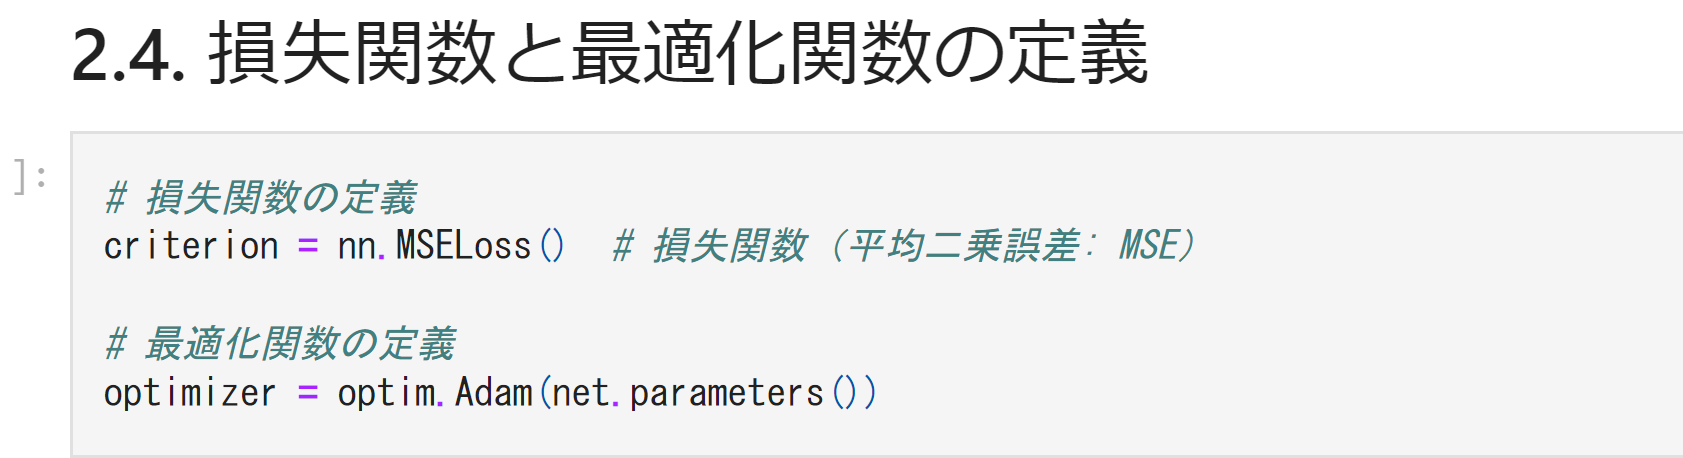 2.4. 損失関数と最適化関数の定義
]:
# 損失関数の定義
criterion = nn.MSELoss()  # 損失関数（平均二乗誤差: MSE）
# 最適化関数の定義
optimizer = optim.Adam(net.parameters())